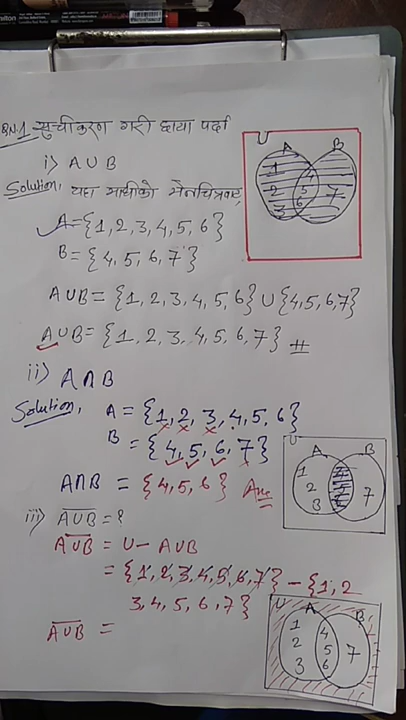 Q.N.1. सुचीकरण गरी छाया पर्दा
i) A∪B
Solution, यहा माथीको भेनचित्रबाट
A = {1, 2, 3, 4, 5, 6}
B = {4, 5, 6, 7}
A∪B = {1, 2, 3, 4, 5, 6} ∪ {4, 5, 6, 7}
A∪B = {1, 2, 3, 4, 5, 6, 7} #
U
A B
1 2 3 4 5 6 7
ii) A∩B
Solution, A = {1, 2, 3, 4, 5, 6}
B = {4, 5, 6, 7}
A∩B = {4, 5, 6} Ans
U
A B
1 2 3 4 5 6 7
iii) \overline{A∪B} = ?
\overline{A∪B} = U − A∪B
= {1, 2, 3, 4, 5, 6, 7} − {1, 2
3, 4, 5, 6, 7}
\overline{A∪B} =
U
A B
1 2 3 4 5 6 7